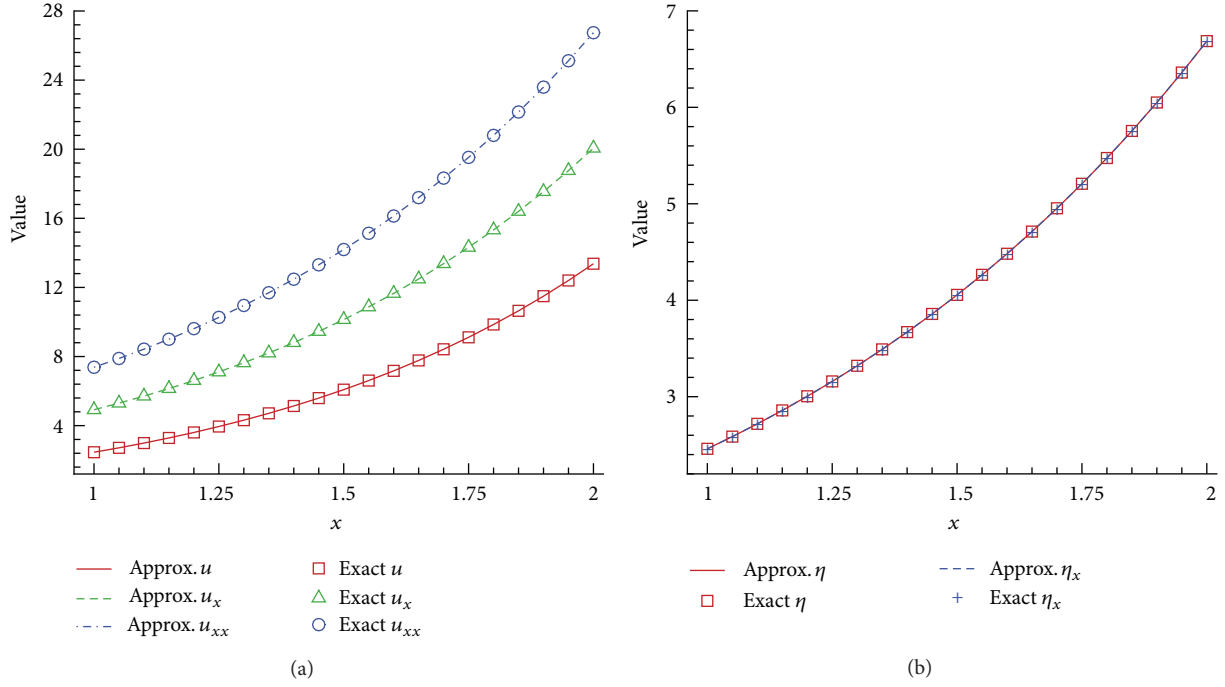 28
24
20
16
12
8
4
Value
1
1.25
1.5
1.75
2
x
Approx. u
Exact u
Approx. u_x
Exact u_x
Approx. u_xx
Exact u_xx
(a)
7
6
5
4
3
Value
1
1.25
1.5
1.75
2
x
Approx. η
Approx. η_x
Exact η
Exact η_x
(b)